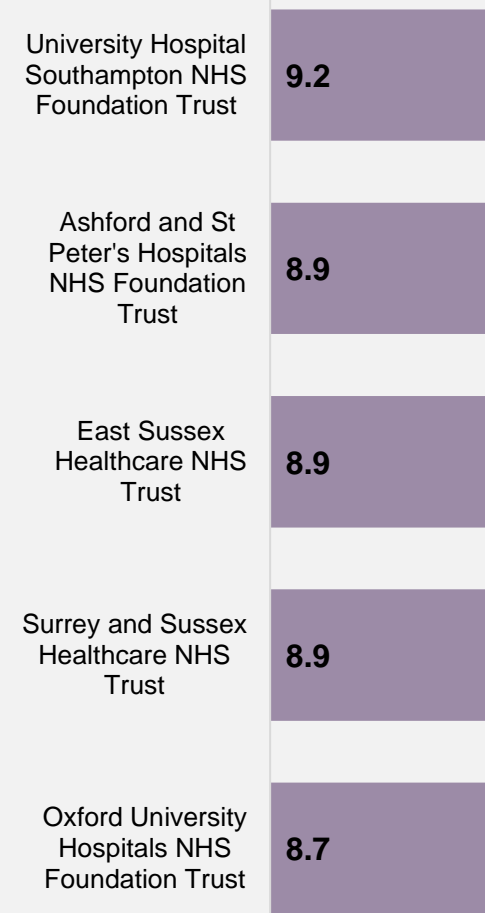 University Hospital
Southampton NHS
Foundation Trust
9.2
Ashford and St
Peter's Hospitals
NHS Foundation
Trust
8.9
East Sussex
Healthcare NHS
Trust
8.9
Surrey and Sussex
Healthcare NHS
Trust
8.9
Oxford University
Hospitals NHS
Foundation Trust
8.7